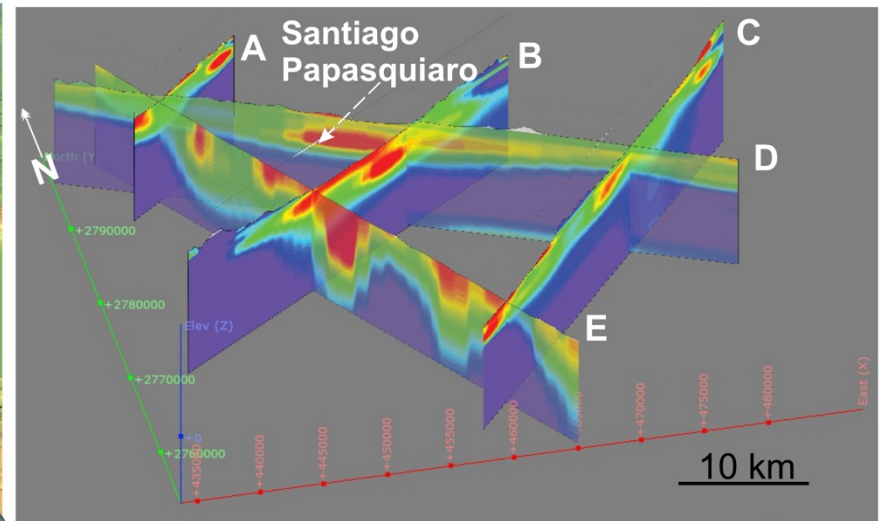 A
Santiago
Papasquiaro
B
C
D
E
N
North (Y)
+2790000
+2780000
+2770000
+2760000
Elev (Z)
+0
+435000
+440000
+445000
+450000
+455000
+460000
+470000
+475000
+480000
East (X)
10 km